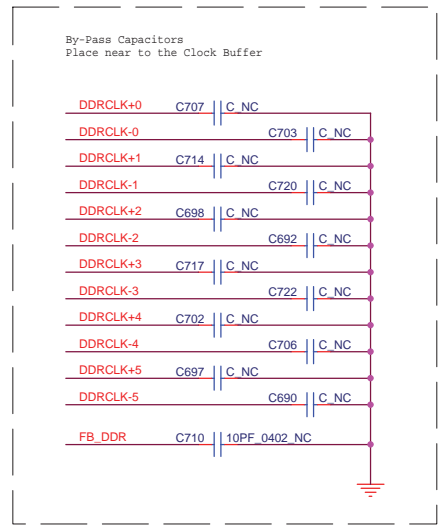 By-Pass Capacitors
Place near to the Clock Buffer
DDRCLK+0 C707 C_NC
DDRCLK-0 C703 C_NC
DDRCLK+1 C714 C_NC
DDRCLK-1 C720 C_NC
DDRCLK+2 C698 C_NC
DDRCLK-2 C692 C_NC
DDRCLK+3 C717 C_NC
DDRCLK-3 C722 C_NC
DDRCLK+4 C702 C_NC
DDRCLK-4 C706 C_NC
DDRCLK+5 C697 C_NC
DDRCLK-5 C690 C_NC
FB_DDR C710 10PF_0402_NC